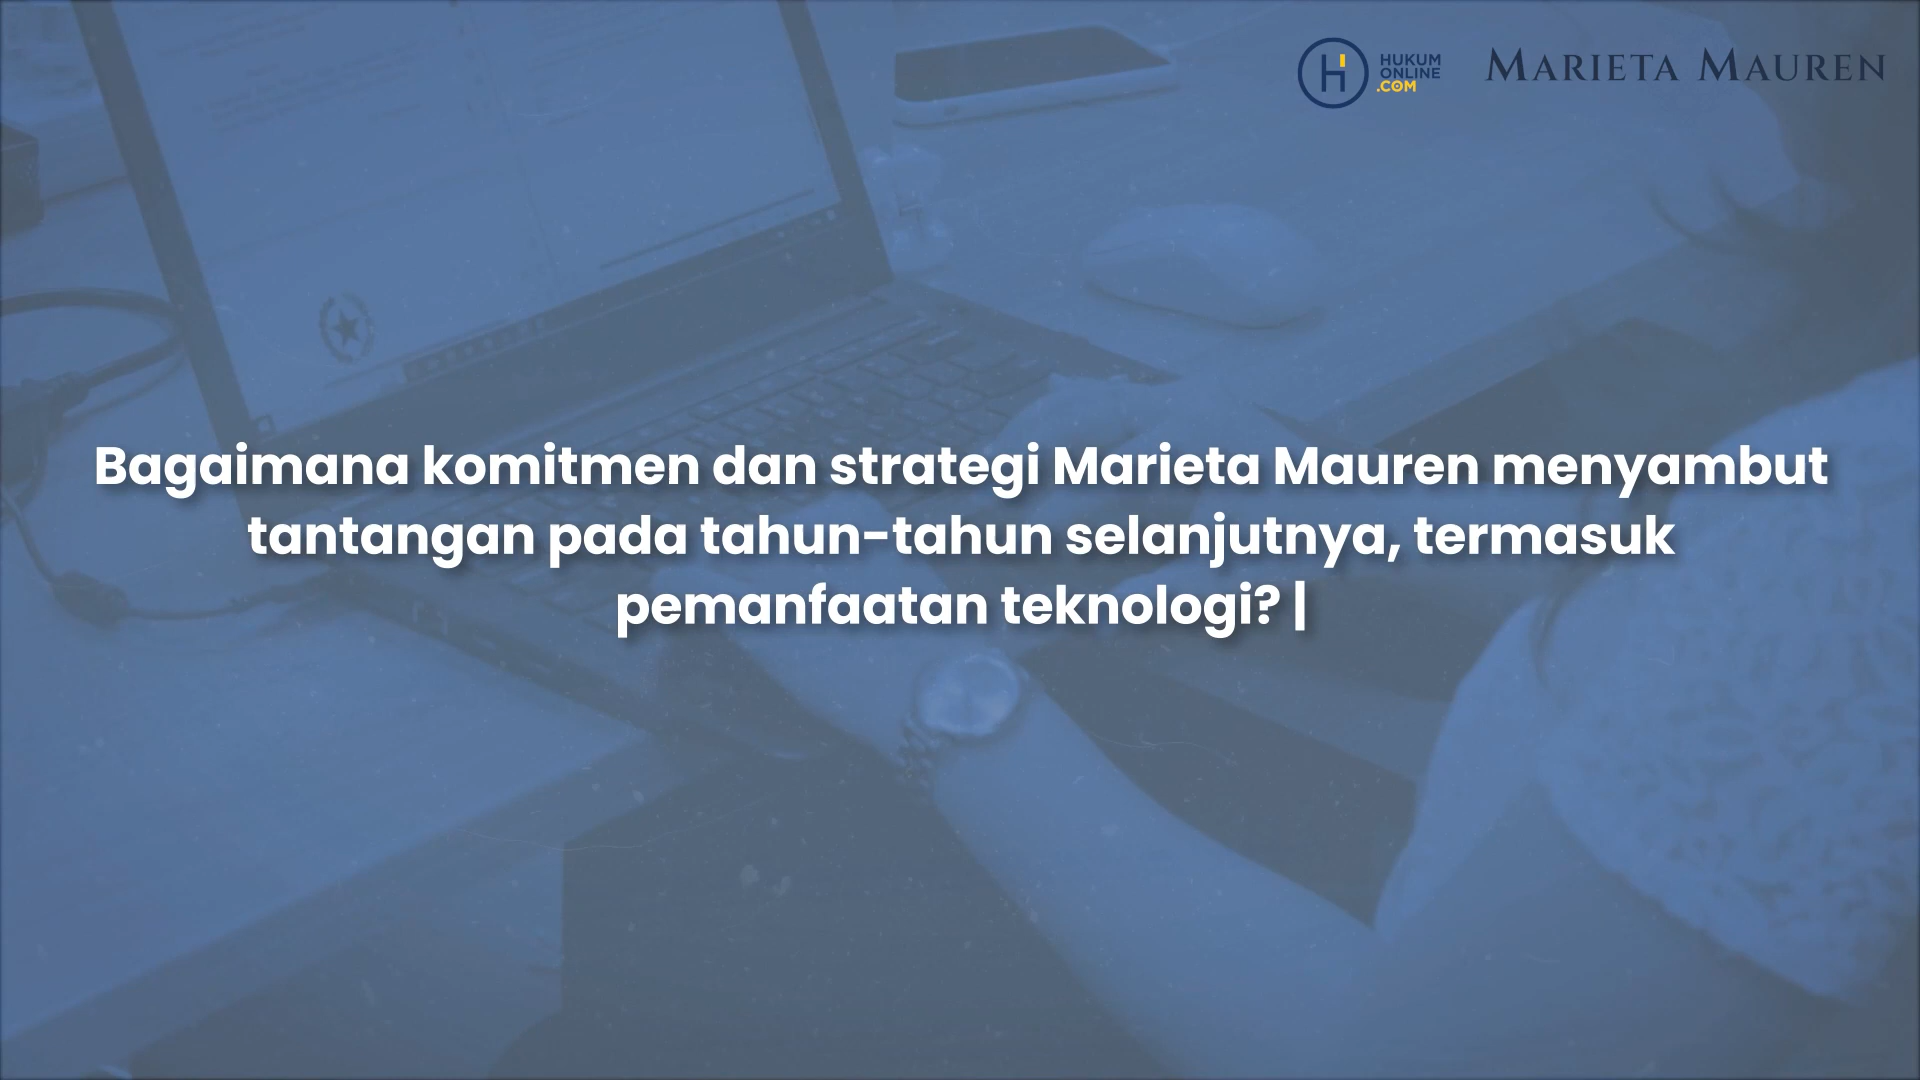 HUKUM
ONLINE
.COM
MARIETA MAUREN
Bagaimana komitmen dan strategi Marieta Mauren menyambut
tantangan pada tahun-tahun selanjutnya, termasuk
pemanfaatan teknologi? |